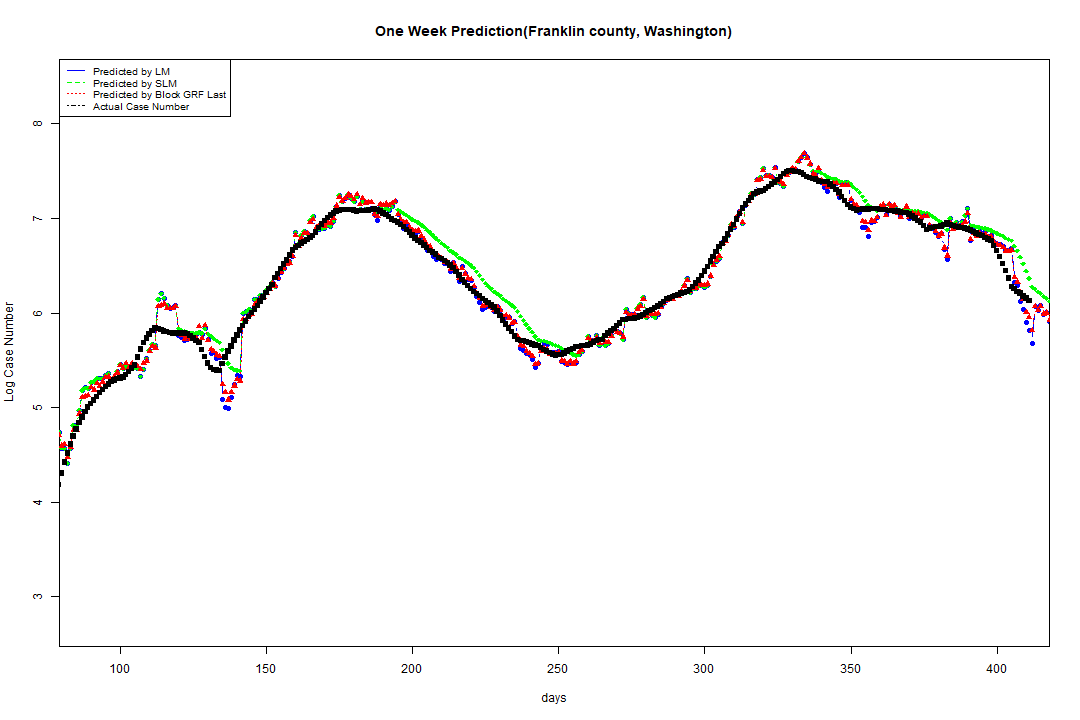 One Week Prediction(Franklin county, Washington)
Predicted by LM
Predicted by SLM
Predicted by Block GRF Last
Actual Case Number
8
7
6
5
4
3
Log Case Number
100 150 200 250 300 350 400
days